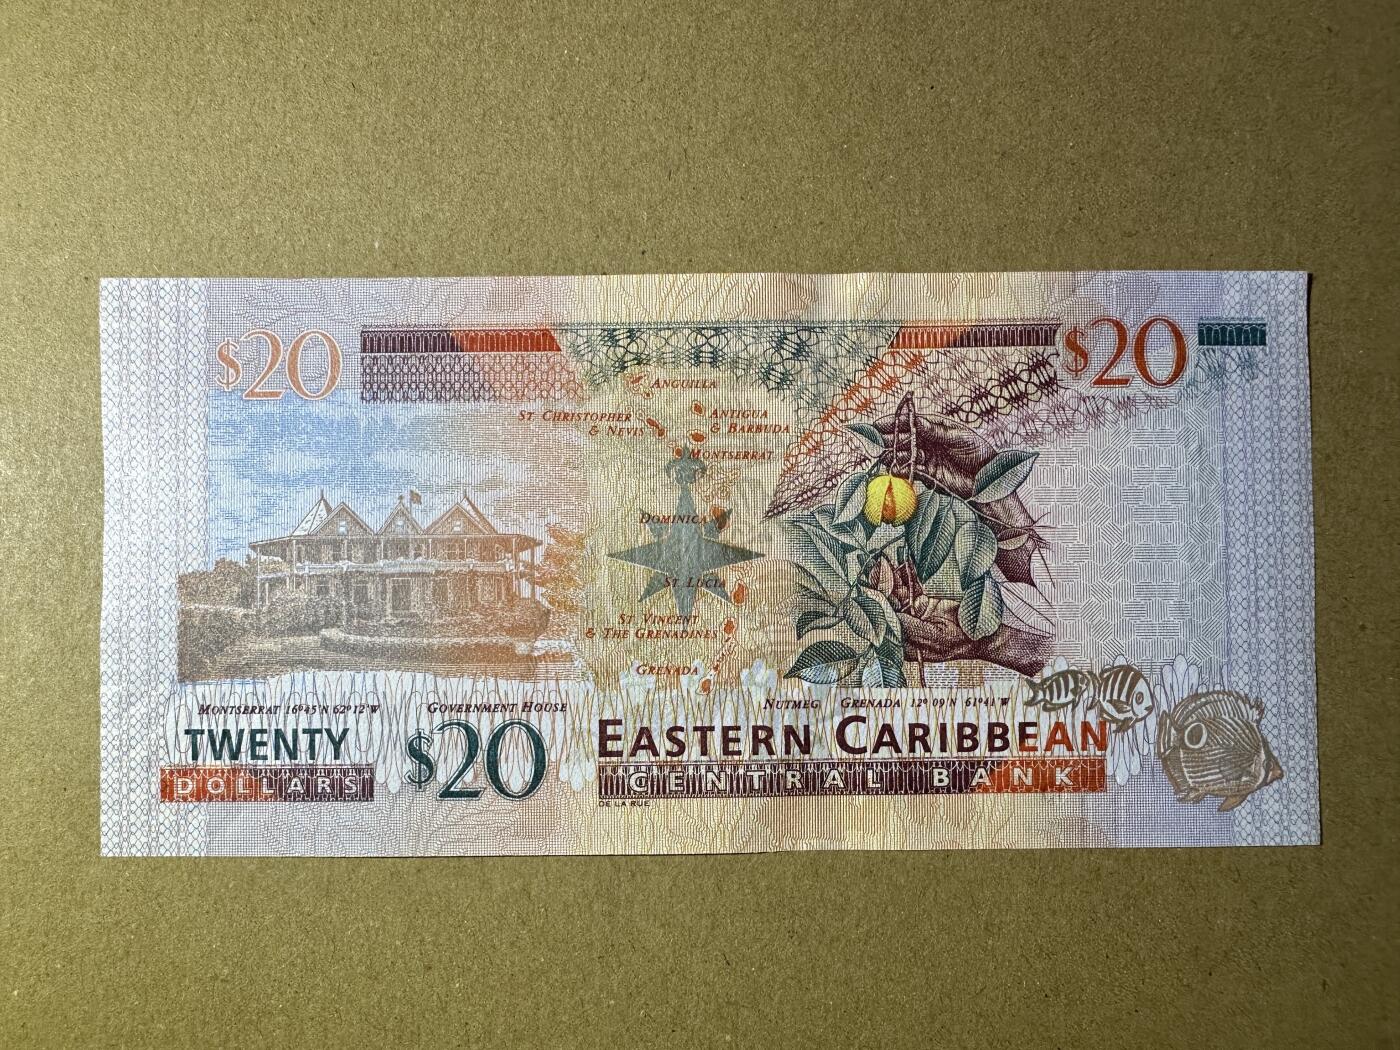 $20
$20
ANGUILLA
ST CHRISTOPHER
& NEVIS
ANTIGUA
& BARBUDA
MONTSERRAT
DOMINICA
ST LUCIA
ST VINCENT
& THE GRENADINES
GRENADA
MONTSERRAT 16°45'N 62°12'W
GOVERNMENT HOUSE
NUTMEG
GRENADA 12° 09'N 61°41'W
TWENTY
DOLLARS
$20
EASTERN CARIBBEAN
CENTRAL BANK
DE LA RUE